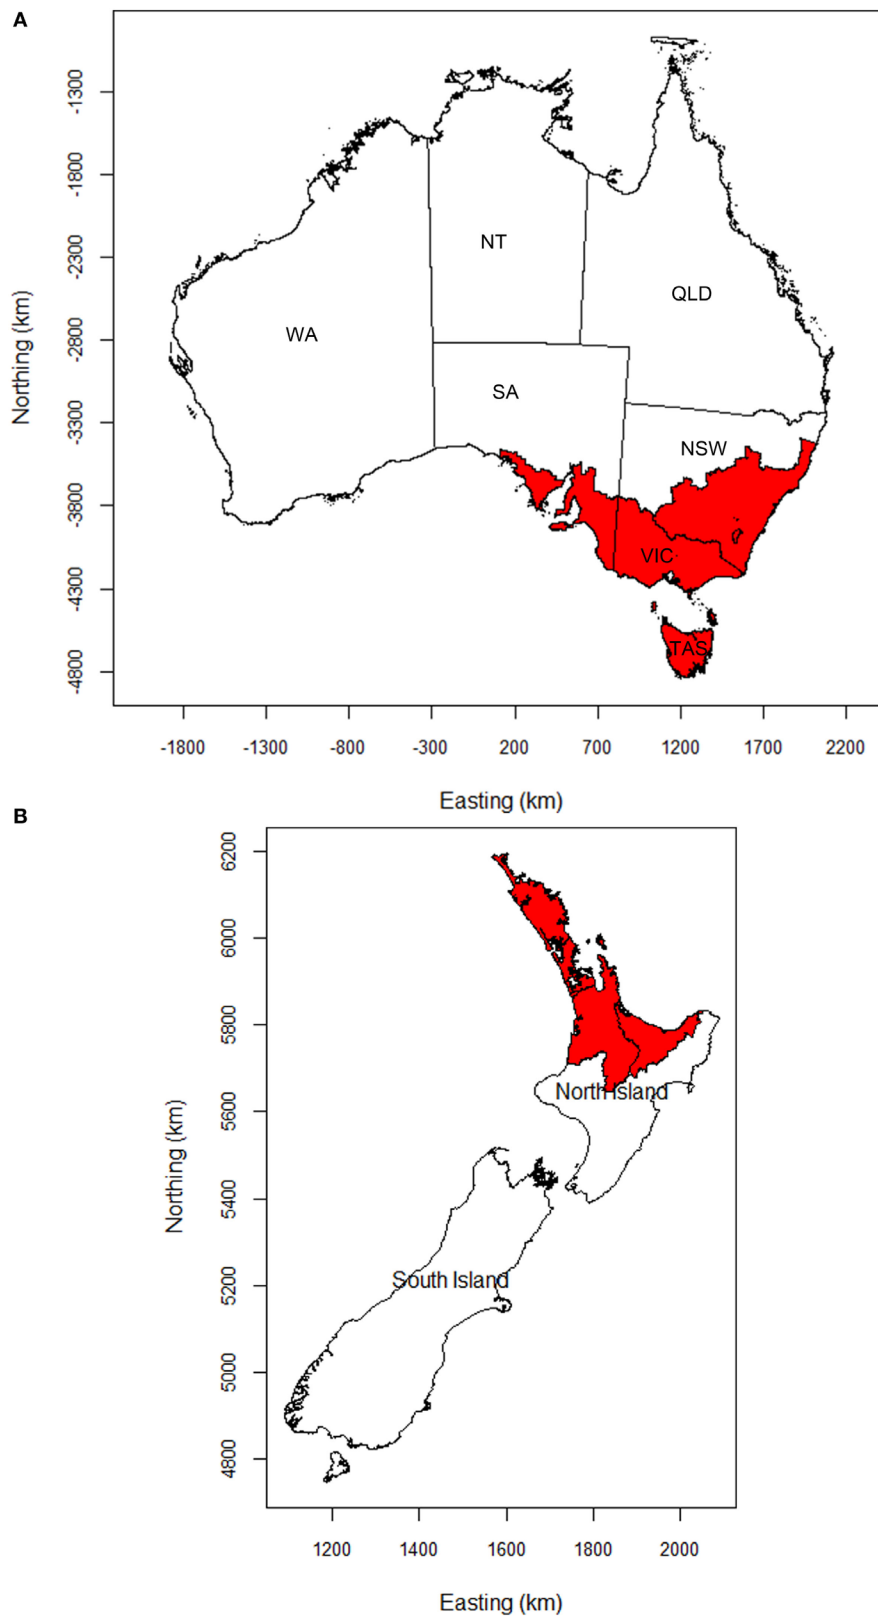 A
-1300
-1800
-2300
-2800
-3300
-3800
-4300
-4800
Northing (km)
WA
NT
QLD
SA
NSW
VIC
TAS
-1800 -1300 -800 -300 200 700 1200 1700 2200
Easting (km)
B
6200
6000
5800
5600
5400
5200
5000
4800
Northing (km)
North Island
South Island
1200 1400 1600 1800 2000
Easting (km)